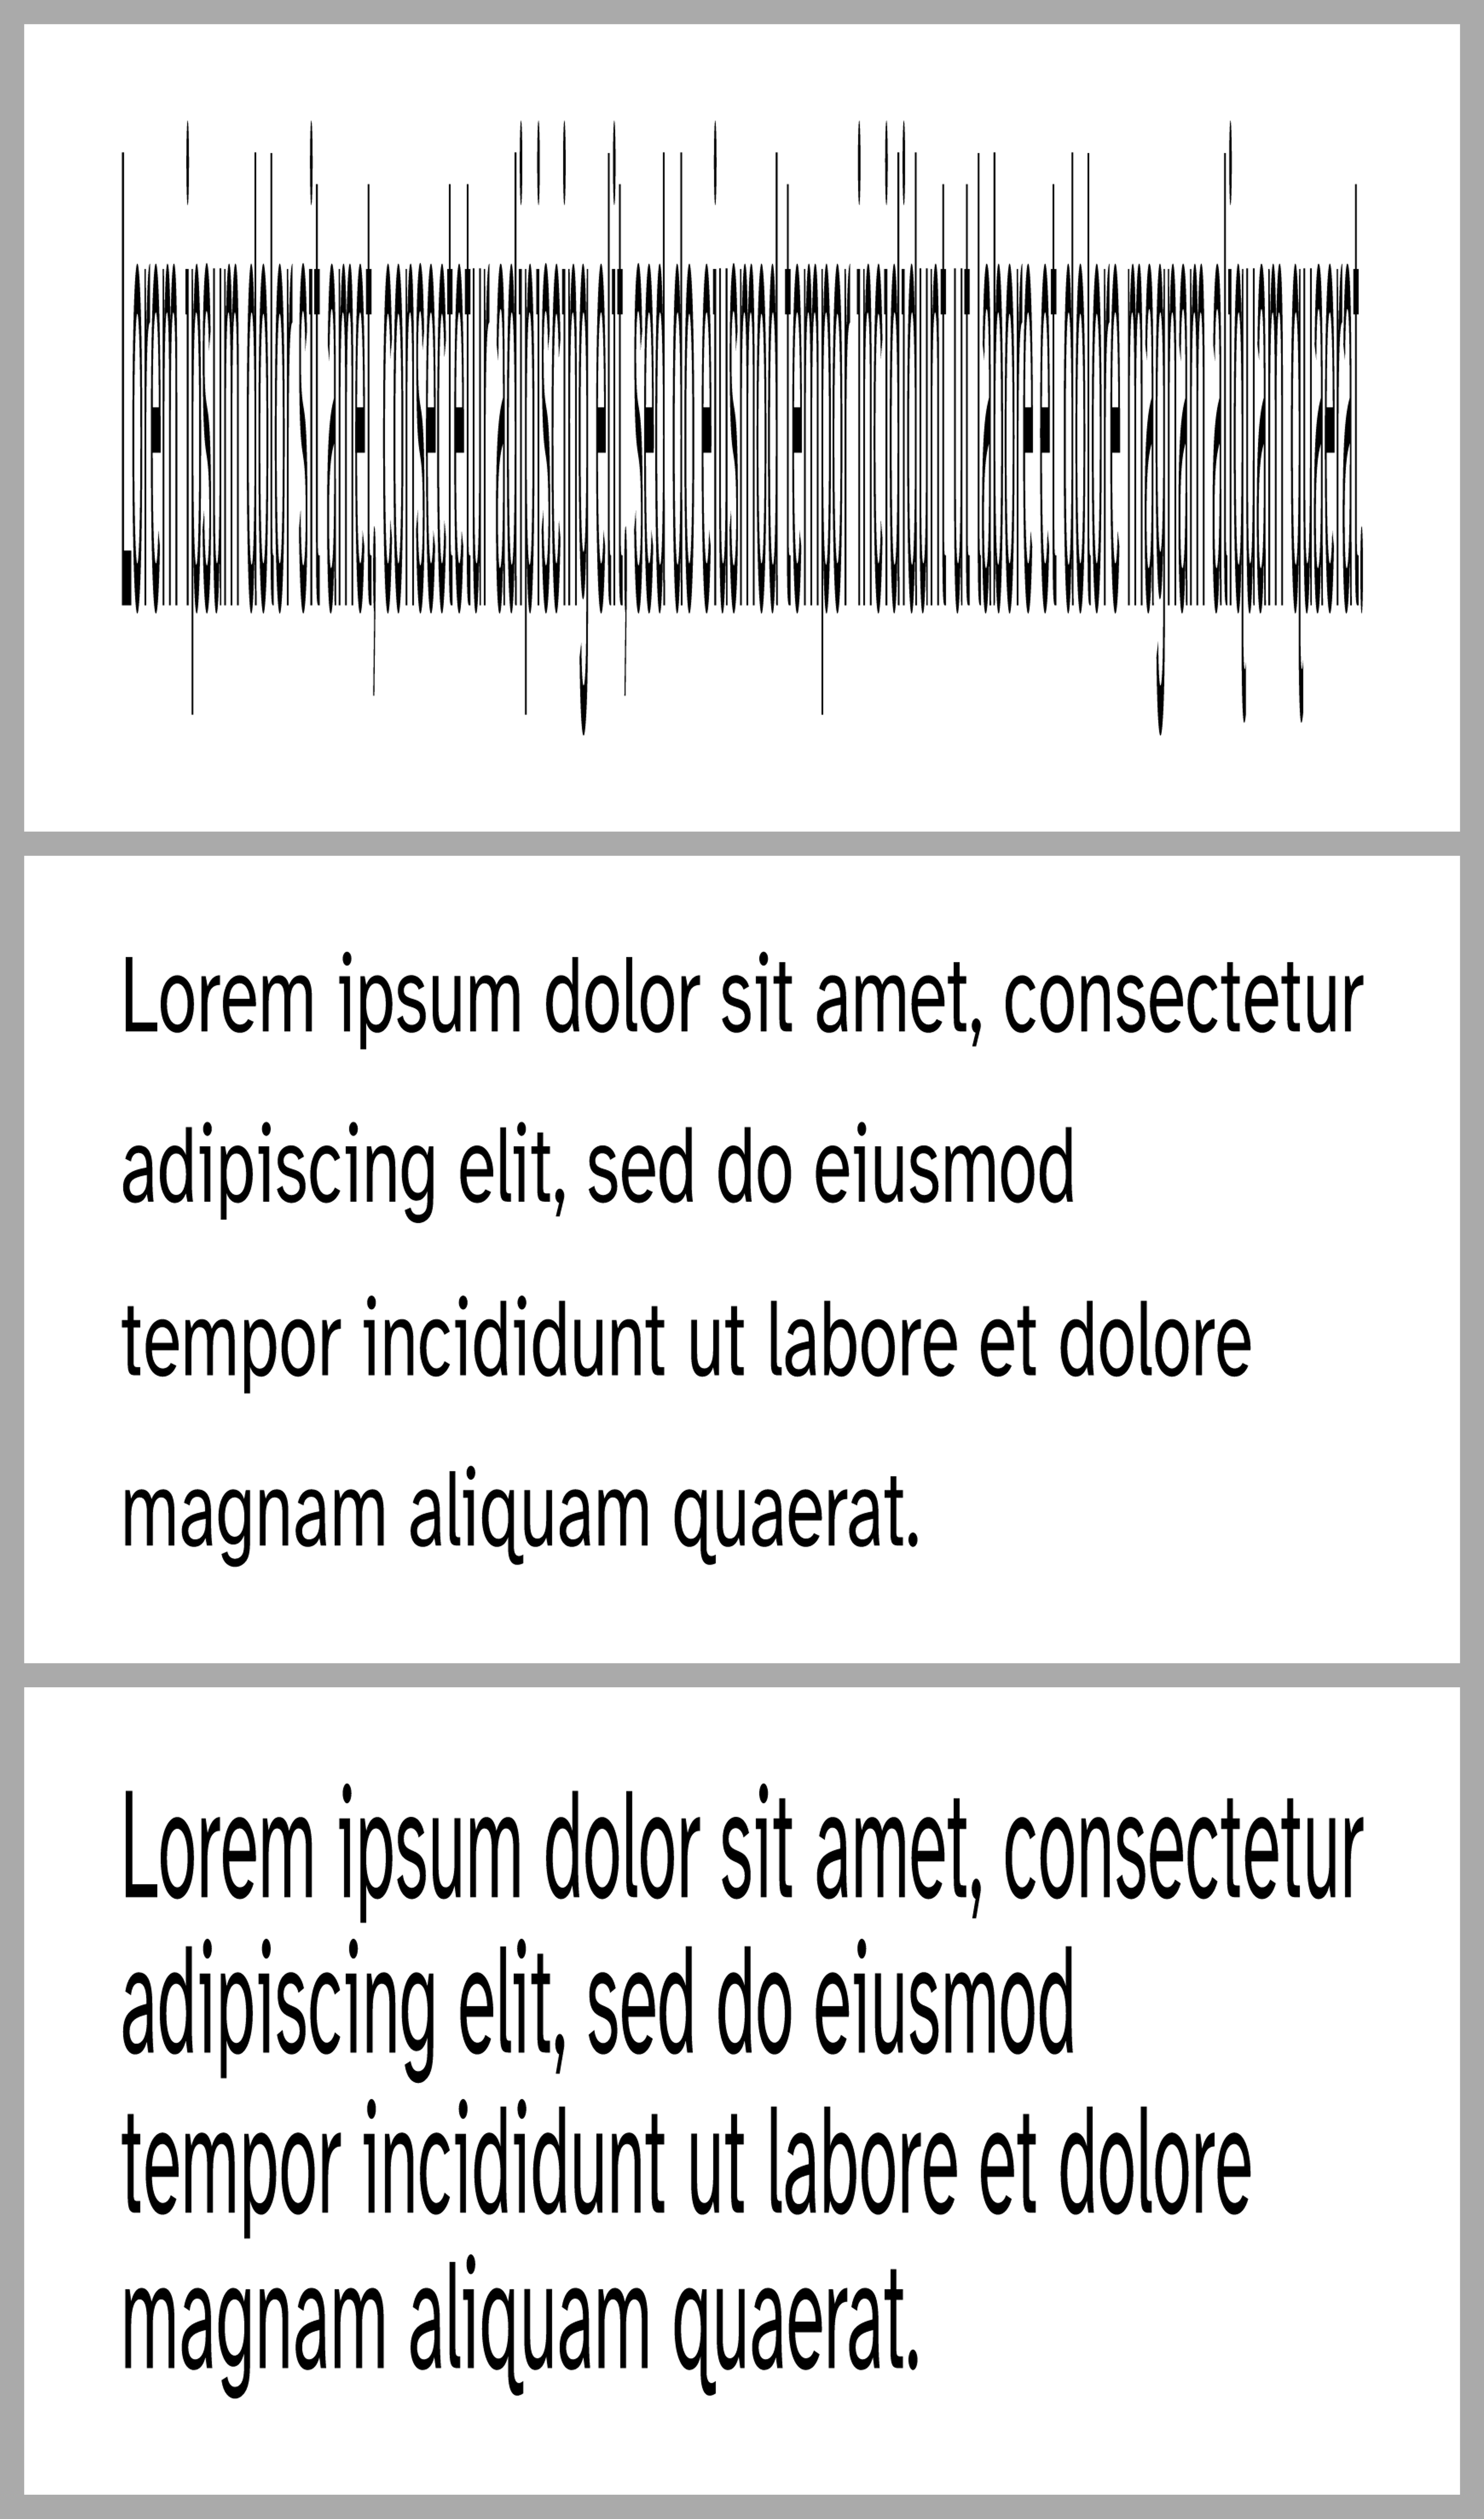 Lorem ipsum dolor sit amet, consectetur adipiscing elit, sed do eiusmod tempor incididunt ut labore et dolore magnam aliquam quaerat.
Lorem ipsum dolor sit amet, consectetur
adipiscing elit, sed do eiusmod
tempor incididunt ut labore et dolore
magnam aliquam quaerat.
Lorem ipsum dolor sit amet, consectetur
adipiscing elit, sed do eiusmod
tempor incididunt ut labore et dolore
magnam aliquam quaerat.